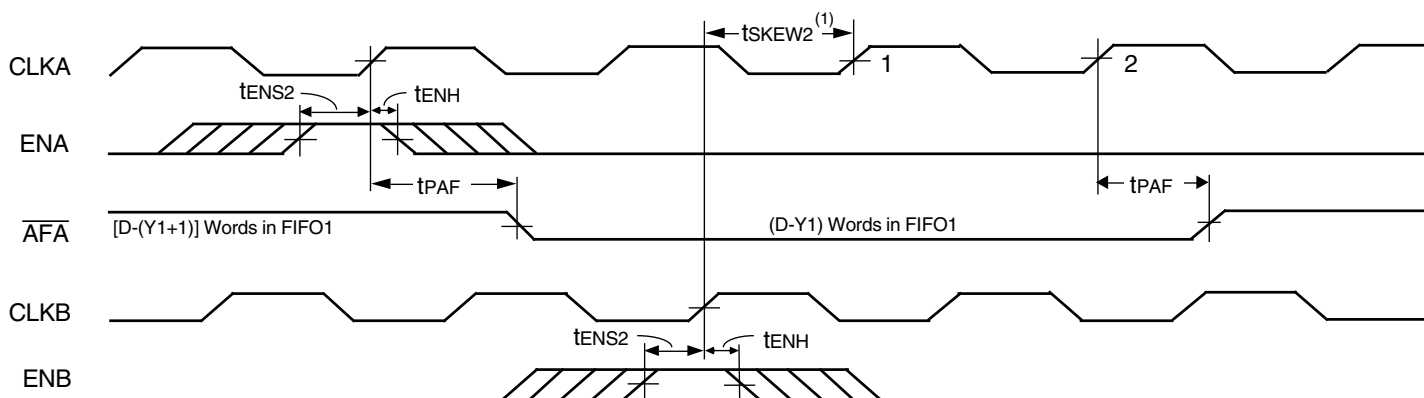 tSKEW2 (1)
CLKA 1 2
tENS2 tENH
ENA
tPAF tPAF
AFA [D-(Y1+1)] Words in FIFO1 (D-Y1) Words in FIFO1
CLKB
tENS2 tENH
ENB